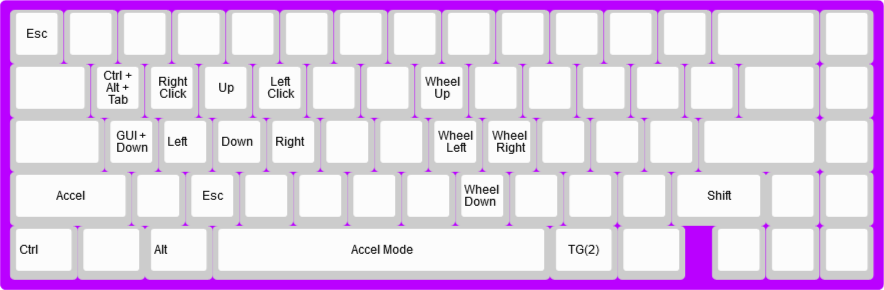 Esc
Ctrl +
Alt +
Tab
Right
Click
Up
Left
Click
Wheel
Up
GUI +
Down
Left
Down
Right
Wheel
Left
Wheel
Right
Accel
Esc
Wheel
Down
Shift
Ctrl
Alt
Accel Mode
TG(2)